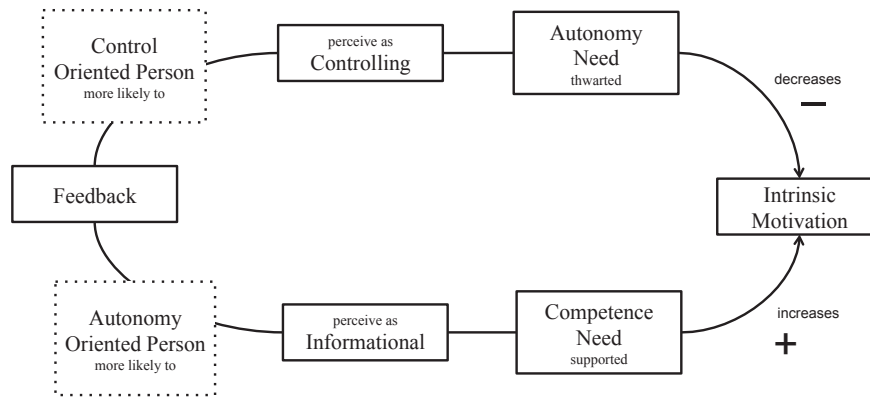 Control
Oriented Person
more likely to
perceive as
Controlling
Autonomy
Need
thwarted
decreases
−
Feedback
Intrinsic
Motivation
Autonomy
Oriented Person
more likely to
perceive as
Informational
Competence
Need
supported
increases
+